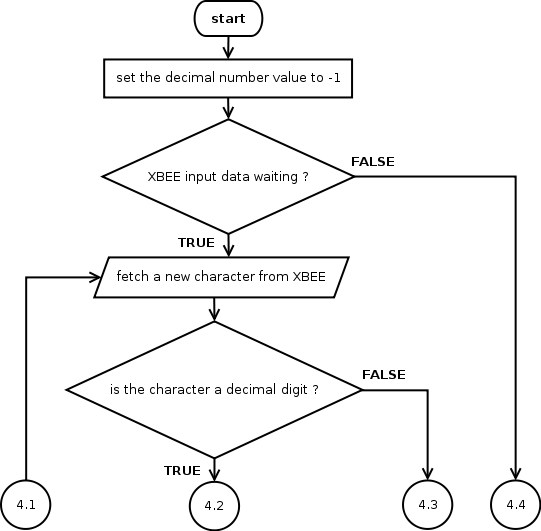 start
set the decimal number value to -1
XBEE input data waiting ?
FALSE
TRUE
fetch a new character from XBEE
is the character a decimal digit ?
FALSE
TRUE
4.1
4.2
4.3
4.4